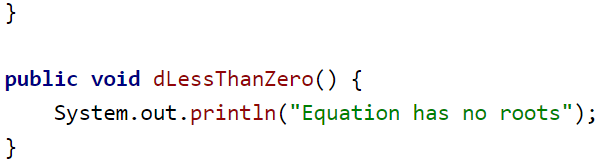 }
public void dLessThanZero() {
    System.out.println("Equation has no roots");
}